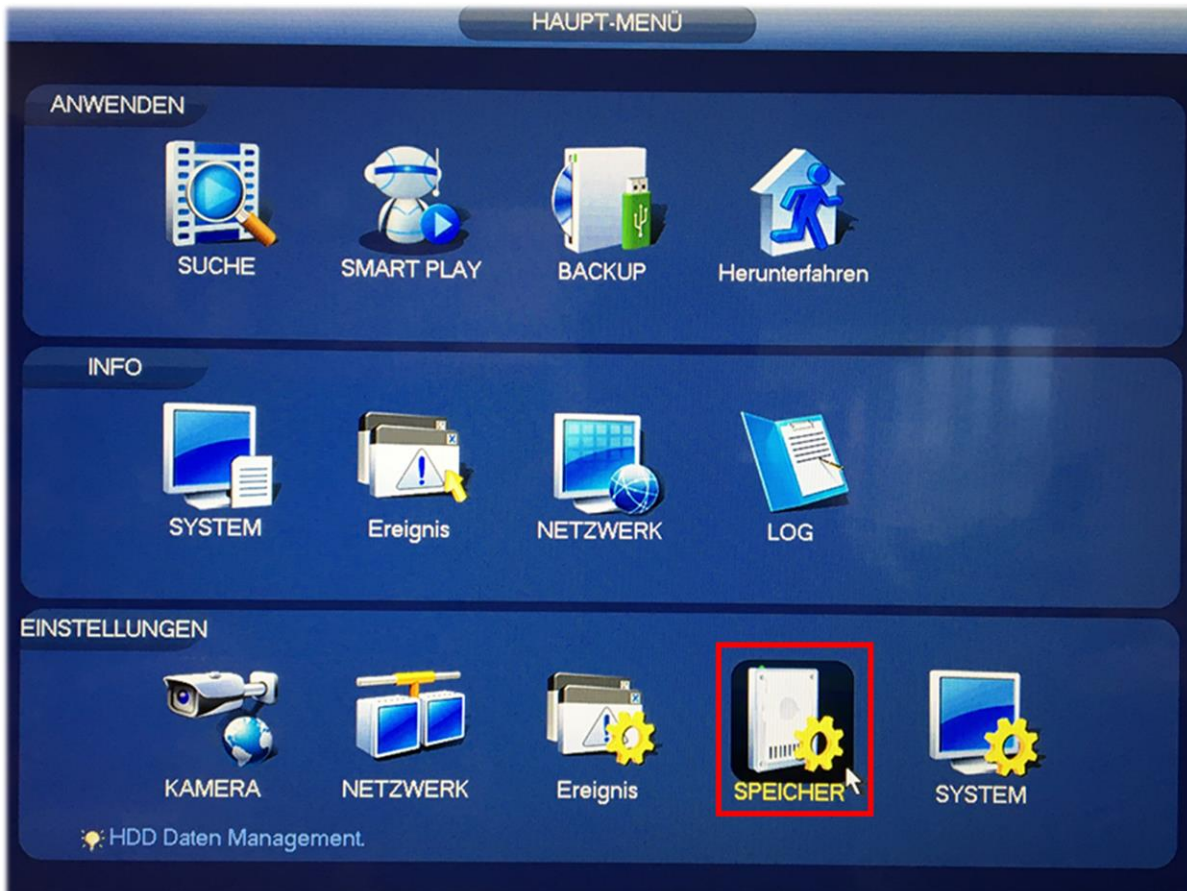 HAUPT-MENÜ
ANWENDEN
SUCHE
SMART PLAY
BACKUP
Herunterfahren
INFO
SYSTEM
Ereignis
NETZWERK
LOG
EINSTELLUNGEN
KAMERA
NETZWERK
Ereignis
SPEICHER
SYSTEM
HDD Daten Management.